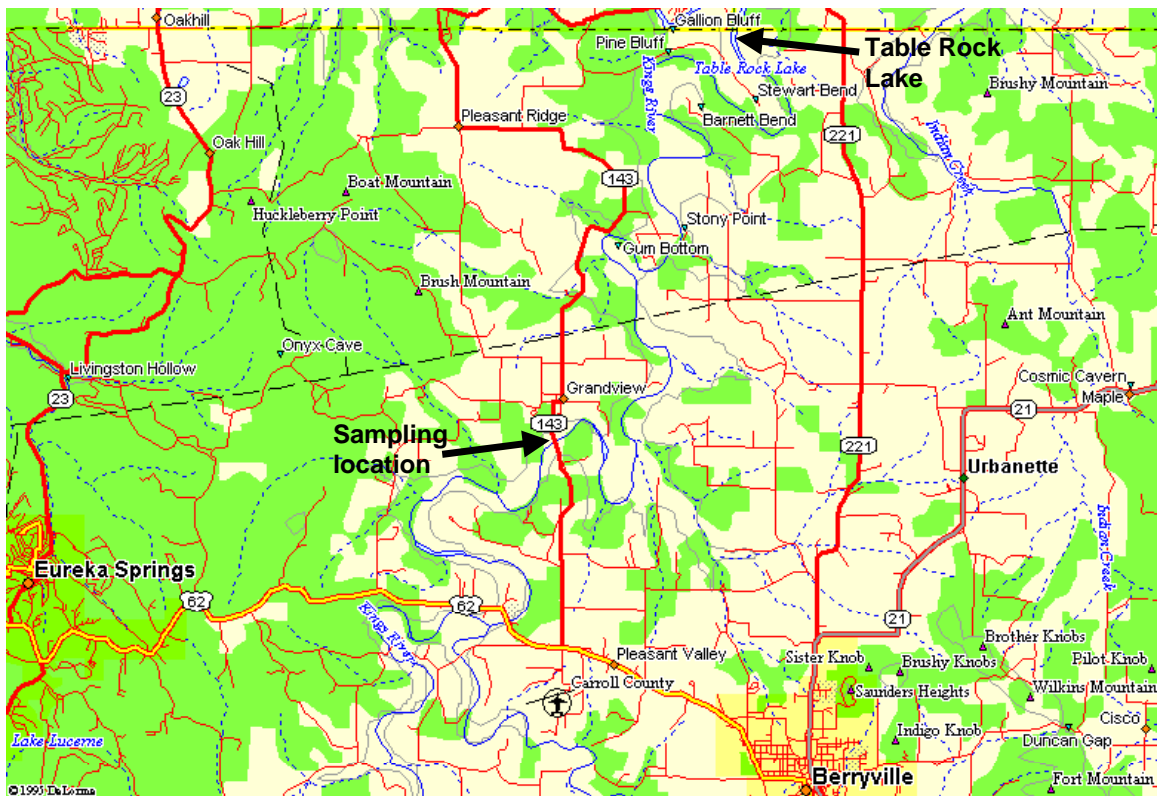 Oakhill
Gallion Bluff
Pine Bluff
Table Rock
Lake
Kings River
Table Rock Lake
23
Stewart Bend
Brushy Mountain
Barnett Bend
Pleasant Ridge
221
Indian Creek
Oak Hill
143
Boat Mountain
Huckleberry Point
Stony Point
Gum Bottom
Brush Mountain
Ant Mountain
Onyx Cave
Livingston Hollow
Cosmic Cavern
Maple
23
Grandview
21
143
Sampling
location
221
Urbanette
Indian Creek
Eureka Springs
62
62
Kings River
21
Brother Knobs
Pleasant Valley
Sister Knob
Brushy Knobs
Pilot Knob
Carroll County
Saunders Heights
Wilkins Mountain
Cisco
Lake Lucerne
Indigo Knob
Duncan Gap
Berryville
Fort Mountain
©1995 DeLorme